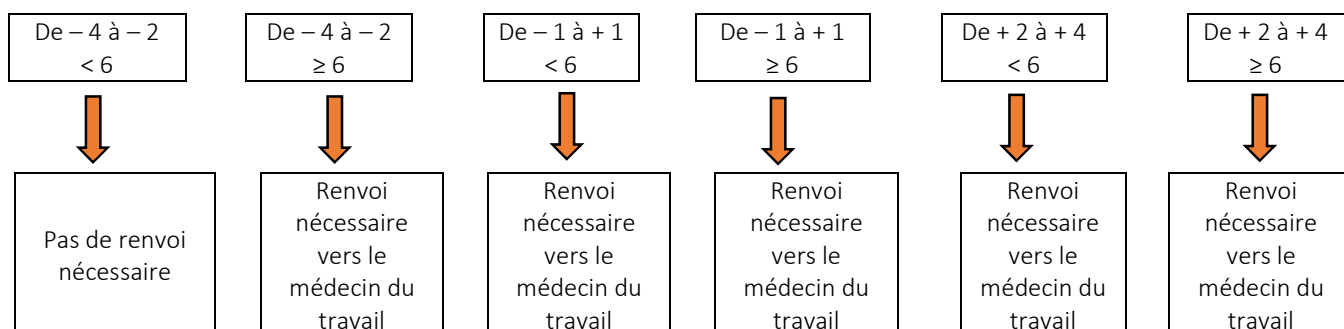 De – 4 à – 2
< 6
De – 4 à – 2
≥ 6
De – 1 à + 1
< 6
De – 1 à + 1
≥ 6
De + 2 à + 4
< 6
De + 2 à + 4
≥ 6
Pas de renvoi
nécessaire
Renvoi
nécessaire
vers le
médecin du
travail
Renvoi
nécessaire
vers le
médecin du
travail
Renvoi
nécessaire
vers le
médecin du
travail
Renvoi
nécessaire
vers le
médecin du
travail
Renvoi
nécessaire
vers le
médecin du
travail